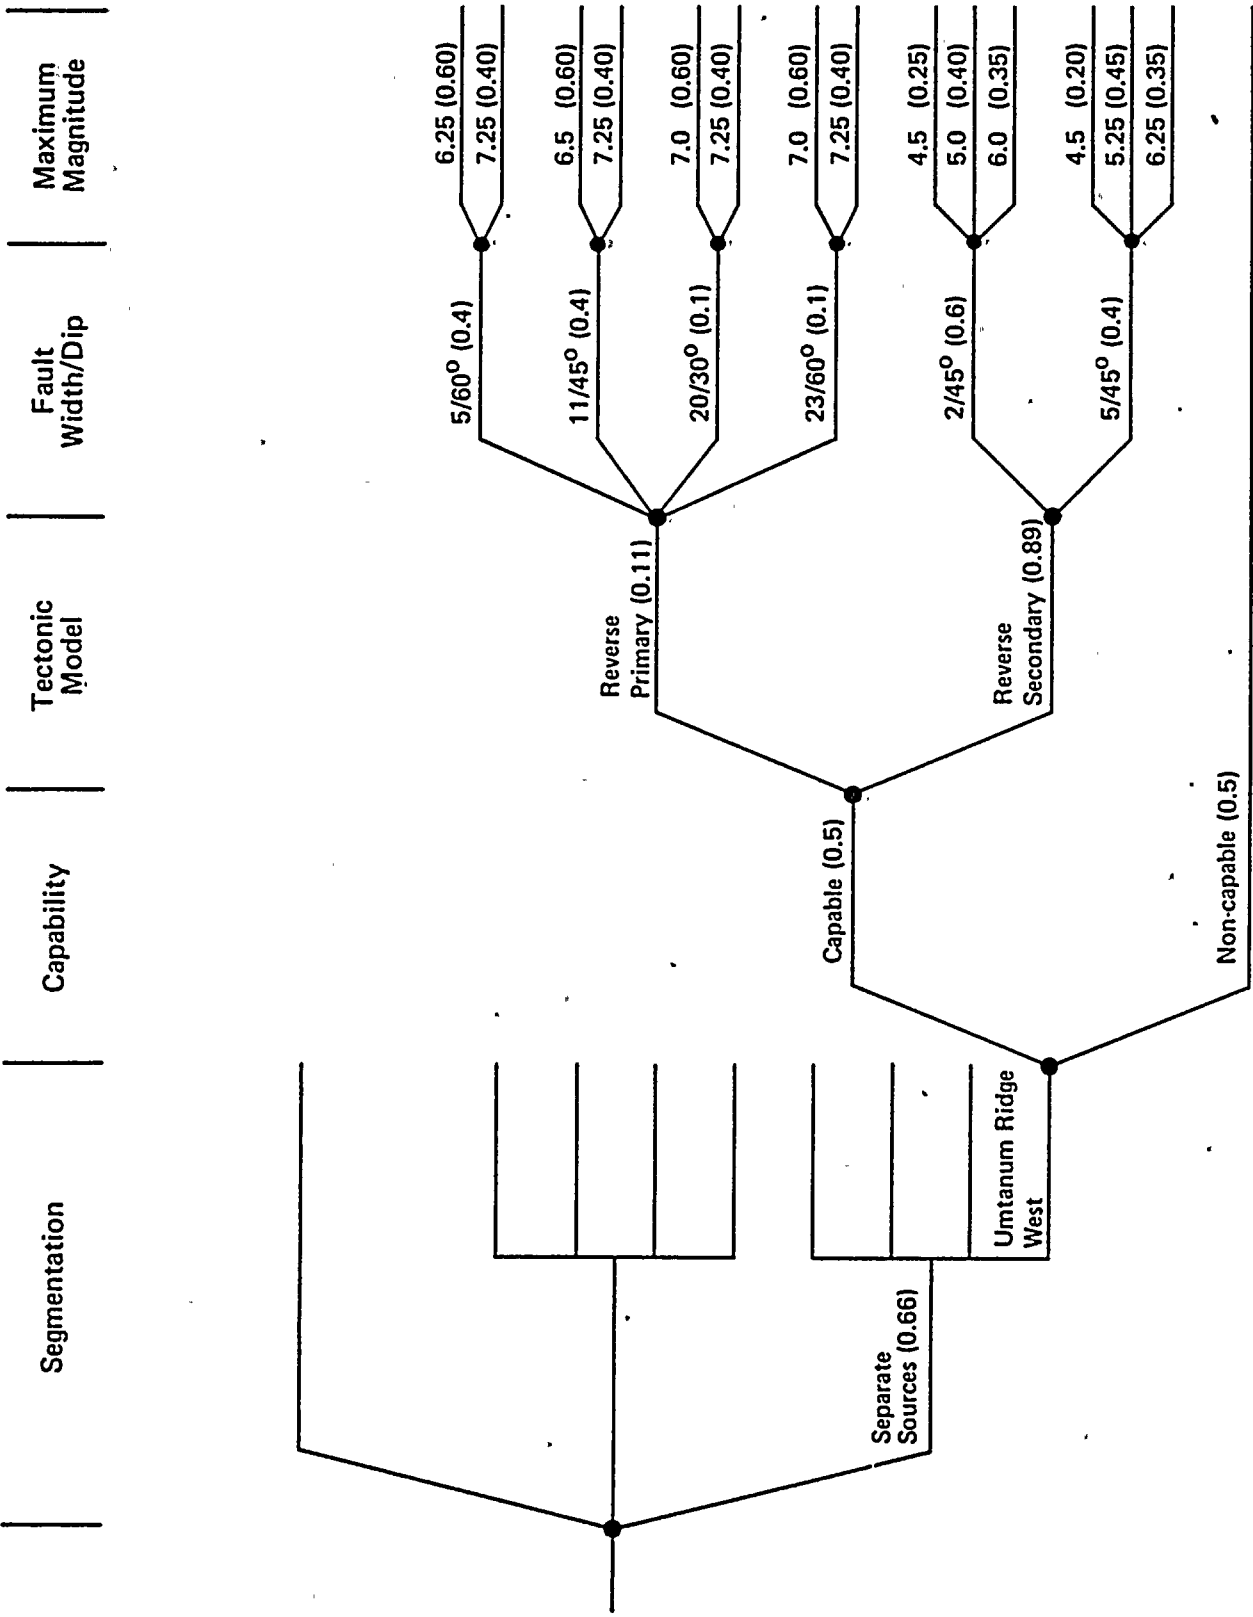 Segmentation
Capability
Tectonic
Model
Fault
Width/Dip
Maximum
Magnitude
Separate
Sources (0.66)
Umtanum Ridge
West
Capable (0.5)
Non-capable (0.5)
Reverse
Primary (0.11)
Reverse
Secondary (0.89)
5/60° (0.4)
11/45° (0.4)
20/30° (0.1)
23/60° (0.1)
2/45° (0.6)
5/45° (0.4)
6.25 (0.60)
7.25 (0.40)
6.5 (0.60)
7.25 (0.40)
7.0 (0.60)
7.25 (0.40)
7.0 (0.60)
7.25 (0.40)
4.5 (0.25)
5.0 (0.40)
6.0 (0.35)
4.5 (0.20)
5.25 (0.45)
6.25 (0.35)